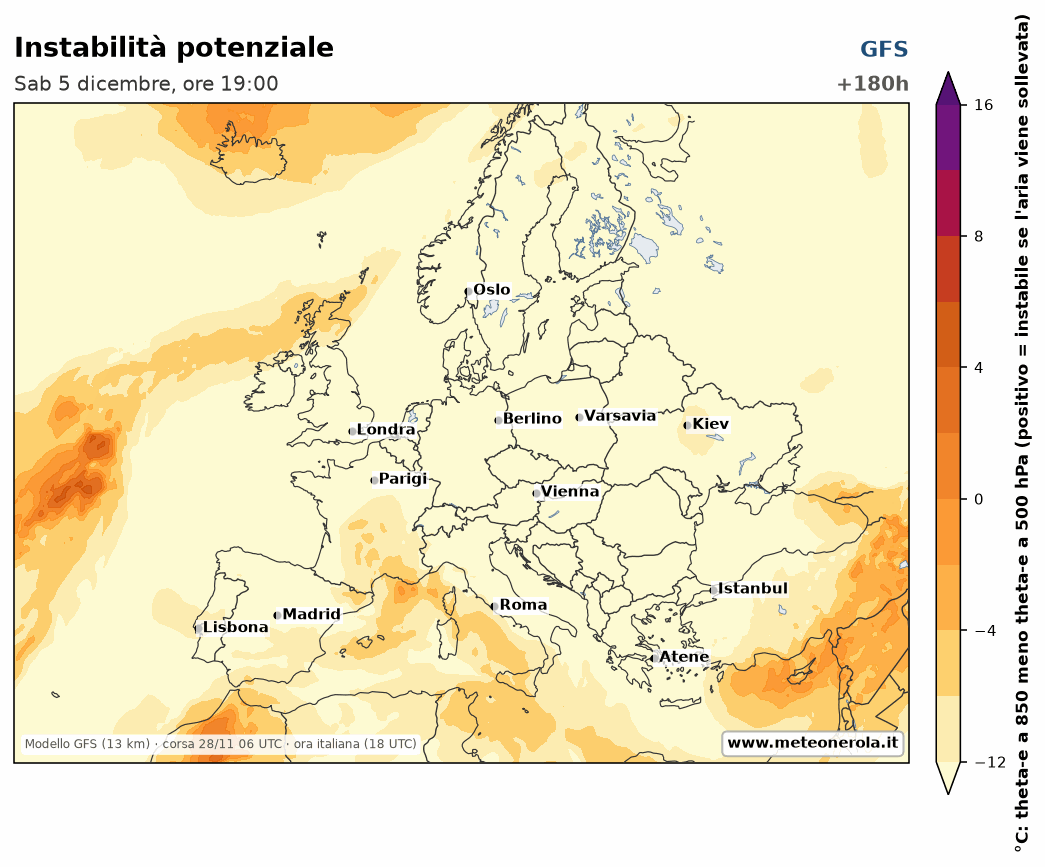 Instabilità potenziale
GFS
Sab 5 dicembre, ore 19:00
+180h
Oslo
Berlino
Varsavia
Kiev
Londra
Parigi
Vienna
Istanbul
Roma
Madrid
Lisbona
Atene
Modello GFS (13 km) · corsa 28/11 06 UTC · ora italiana (18 UTC)
www.meteonerola.it
16
8
4
0
−4
−12
°C: theta-e a 850 meno theta-e a 500 hPa (positivo = instabile se l'aria viene sollevata)